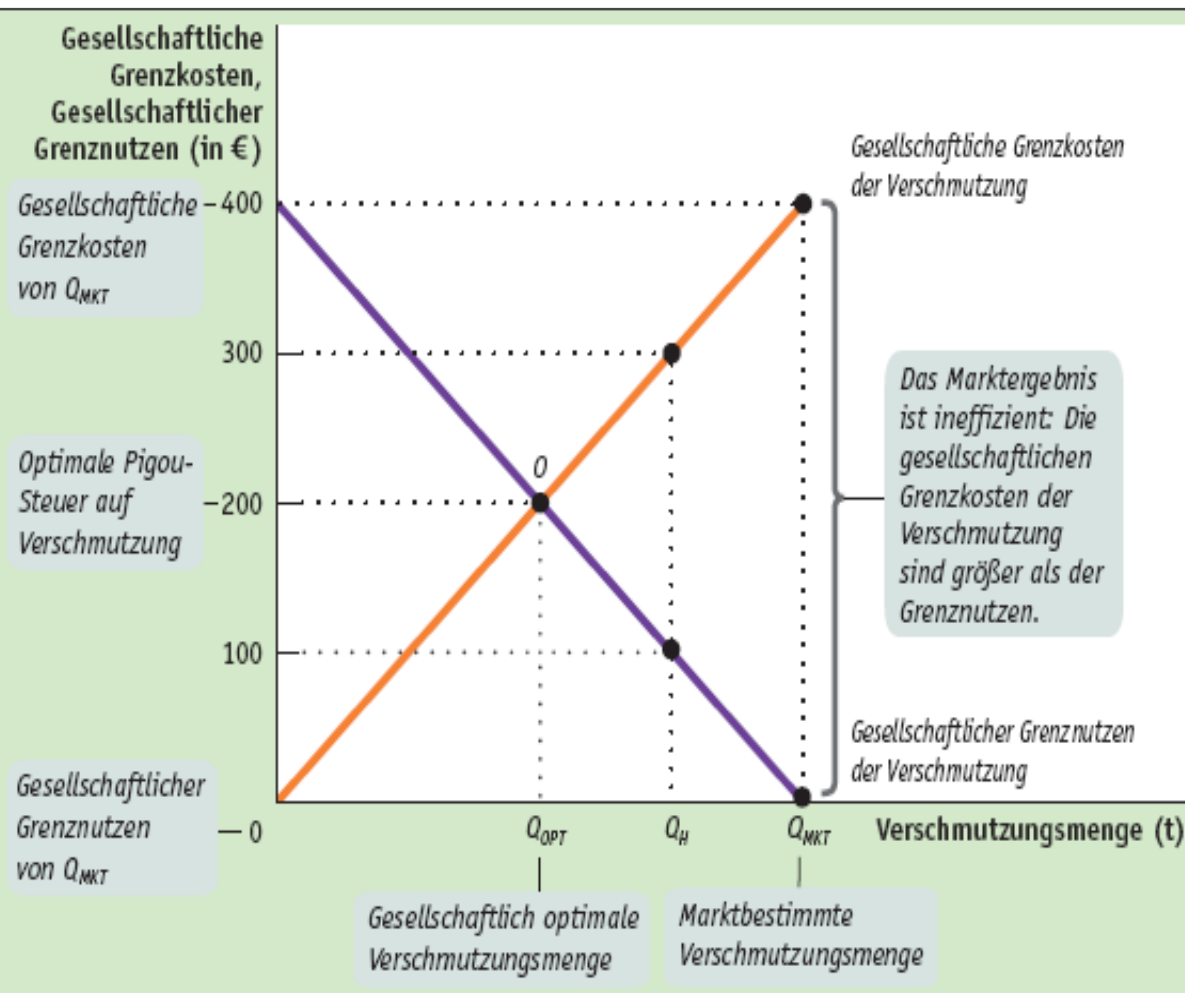 Gesellschaftliche
Grenzkosten,
Gesellschaftlicher
Grenznutzen (in €)
Gesellschaftliche
Grenzkosten
von QMKT
400
300
Optimale Pigou-
Steuer auf
Verschmutzung
200
100
Gesellschaftlicher
Grenznutzen
von QMKT
0
O
Gesellschaftliche Grenzkosten
der Verschmutzung
Das Marktergebnis
ist ineffizient: Die
gesellschaftlichen
Grenzkosten der
Verschmutzung
sind größer als der
Grenznutzen.
Gesellschaftlicher Grenznutzen
der Verschmutzung
QOPT QH QMKT Verschmutzungsmenge (t)
Gesellschaftlich optimale
Verschmutzungsmenge
Marktbestimmte
Verschmutzungsmenge